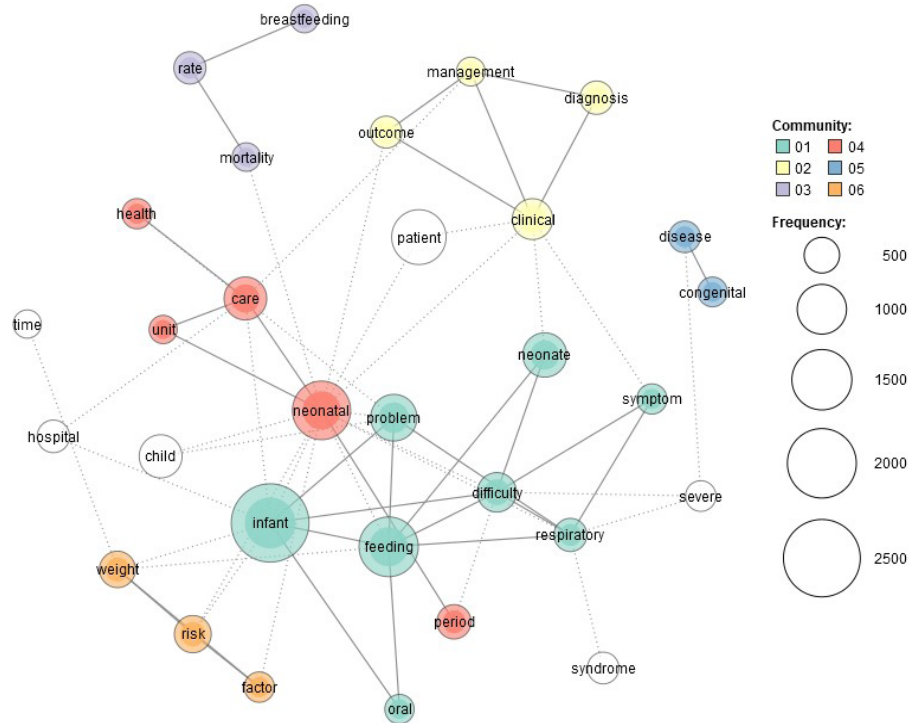 breastfeeding
rate
management
diagnosis
outcome
mortality
health
patient
clinical
disease
congenital
care
time
unit
neonate
symptom
neonatal
problem
hospital
child
difficulty
severe
infant
feeding
respiratory
weight
period
risk
syndrome
factor
oral
Community:
01 04
02 05
03 06
Frequency:
500
1000
1500
2000
2500